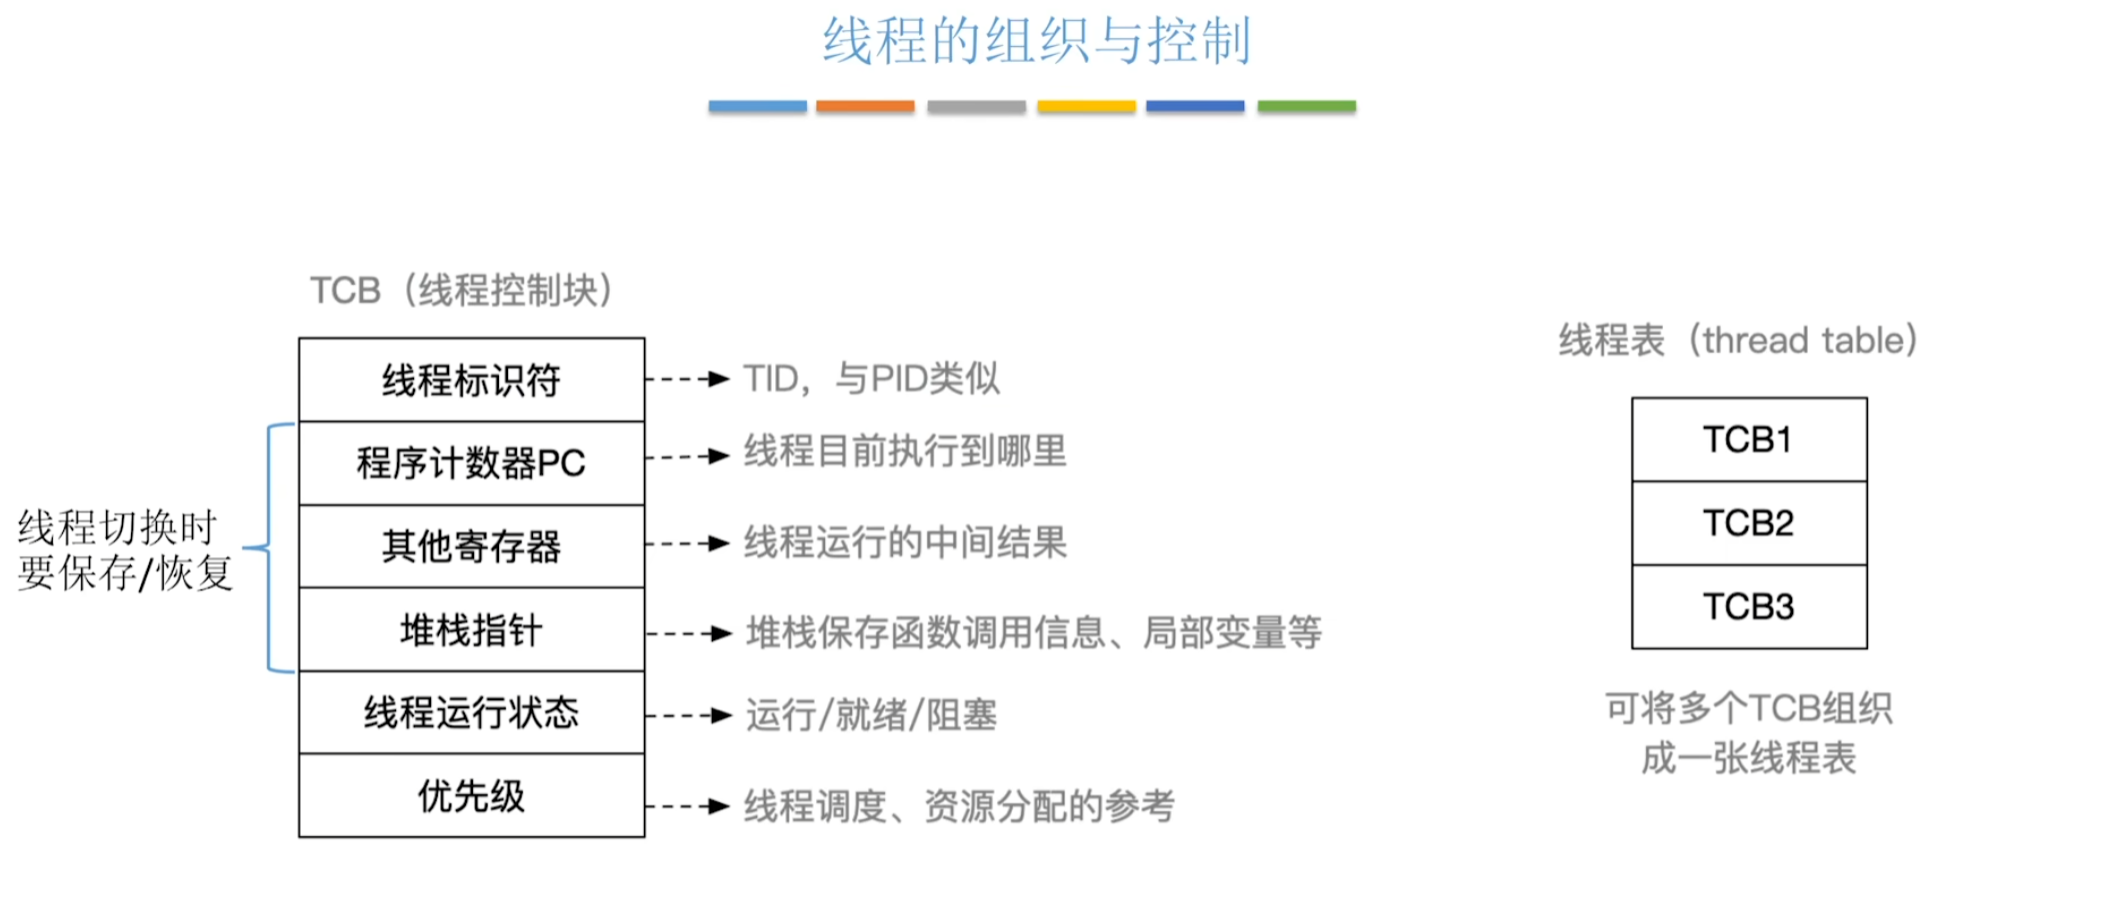 线程的组织与控制
TCB（线程控制块）
线程标识符
TID，与PID类似
程序计数器PC
线程目前执行到哪里
其他寄存器
线程运行的中间结果
堆栈指针
堆栈保存函数调用信息、局部变量等
线程运行状态
运行/就绪/阻塞
优先级
线程调度、资源分配的参考
线程切换时
要保存/恢复
线程表（thread table）
TCB1
TCB2
TCB3
可将多个TCB组织
成一张线程表